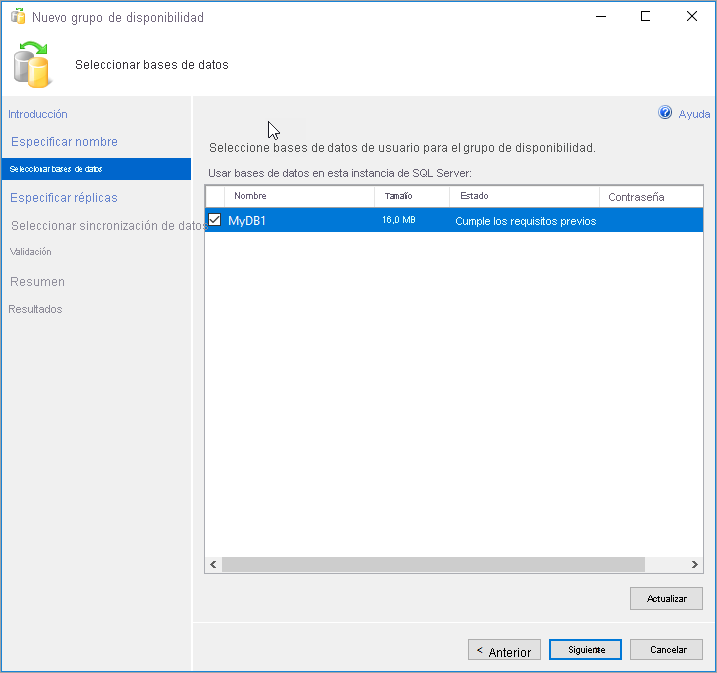 Nuevo grupo de disponibilidad
Seleccionar bases de datos
Introducción
Especificar nombre
Seleccionar bases de datos
Especificar réplicas
Seleccionar sincronización de datos
Validación
Resumen
Resultados
Ayuda
Seleccione bases de datos de usuario para el grupo de disponibilidad.
Usar bases de datos en esta instancia de SQL Server:
Nombre Tamaño Estado Contraseña
MyDB1 16,0 MB Cumple los requisitos previos
Actualizar
< Anterior Siguiente Cancelar